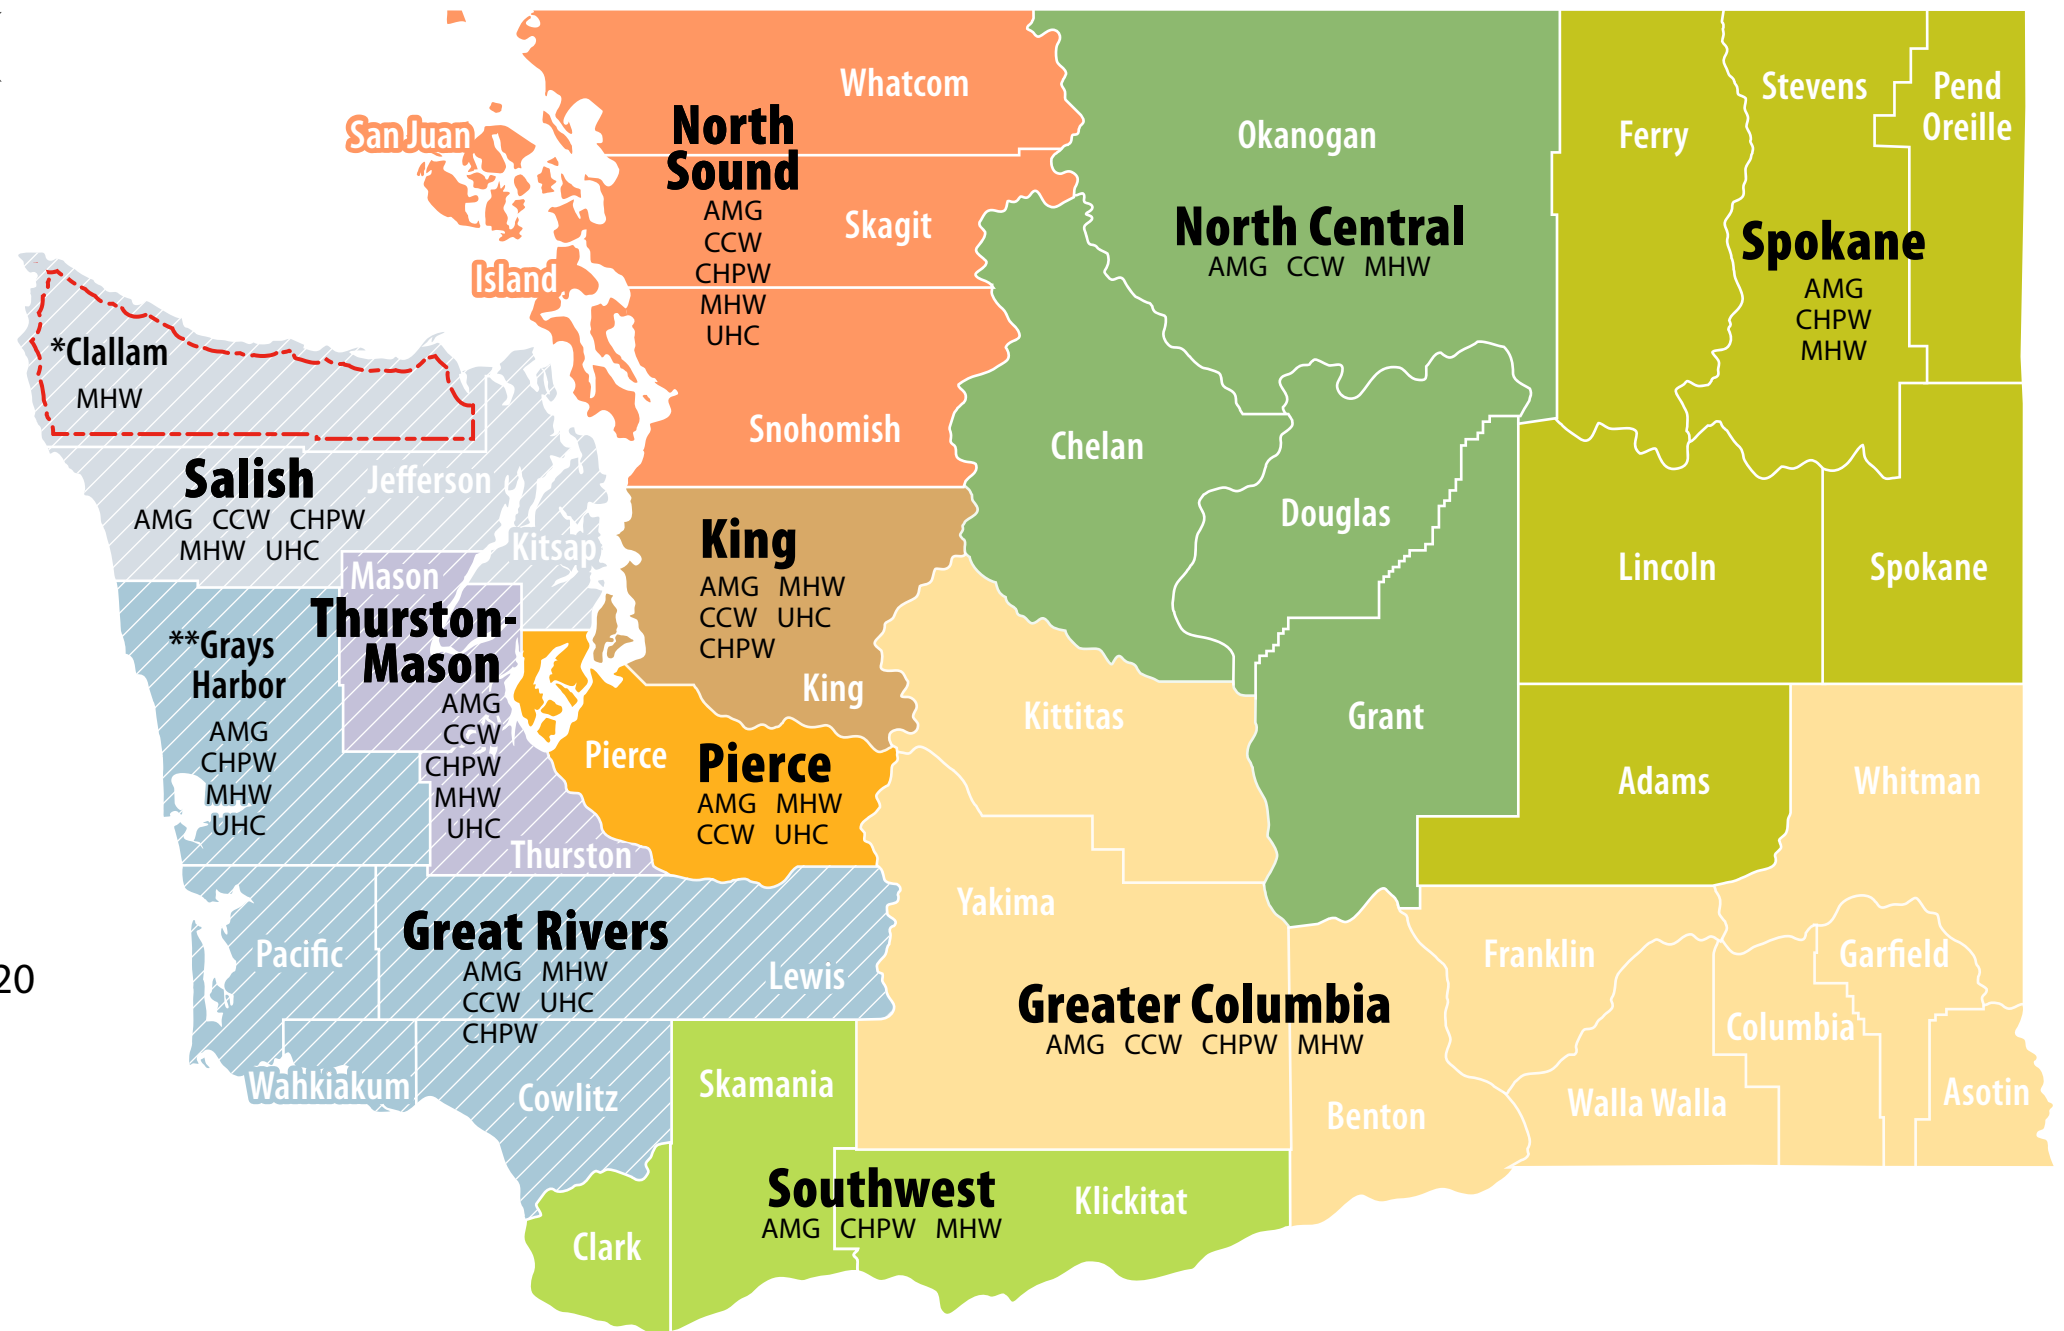 Whatcom
San Juan
North
Sound
AMG
CCW
CHPW
MHW
UHC
Skagit
Island
Snohomish
Okanogan
North Central
AMG CCW MHW
Chelan
Douglas
Grant
Ferry
Stevens
Pend
Oreille
Spokane
AMG
CHPW
MHW
Lincoln
Spokane
Adams
*Clallam
MHW
Salish
AMG CCW CHPW
MHW UHC
Jefferson
Kitsap
Mason
Thurston-
Mason
AMG
CCW
CHPW
MHW
UHC
Thurston
**Grays
Harbor
AMG
CHPW
MHW
UHC
King
AMG MHW
CCW UHC
CHPW
King
Pierce
Pierce
AMG MHW
CCW UHC
Kittitas
Yakima
Whitman
Greater Columbia
AMG CCW CHPW MHW
Franklin
Garfield
Columbia
Benton
Walla Walla
Asotin
20
Pacific
Great Rivers
AMG MHW
CCW UHC
CHPW
Lewis
Wahkiakum
Cowlitz
Skamania
Southwest
AMG CHPW MHW
Klickitat
Clark